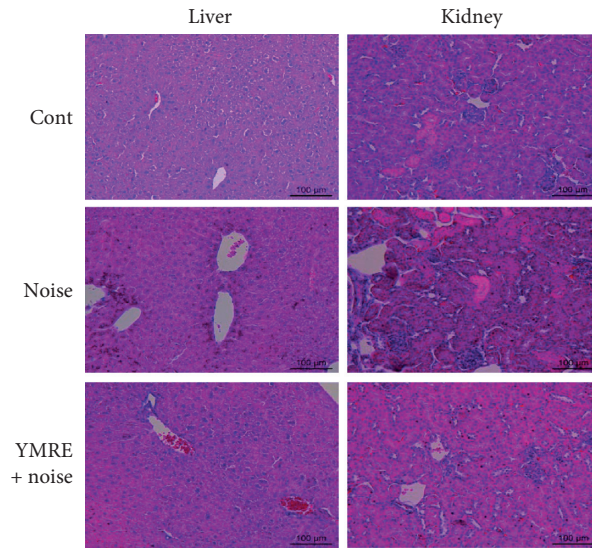 Liver
Kidney
Cont
100 μm
100 μm
Noise
100 μm
100 μm
YMRE
+ noise
100 μm
100 μm